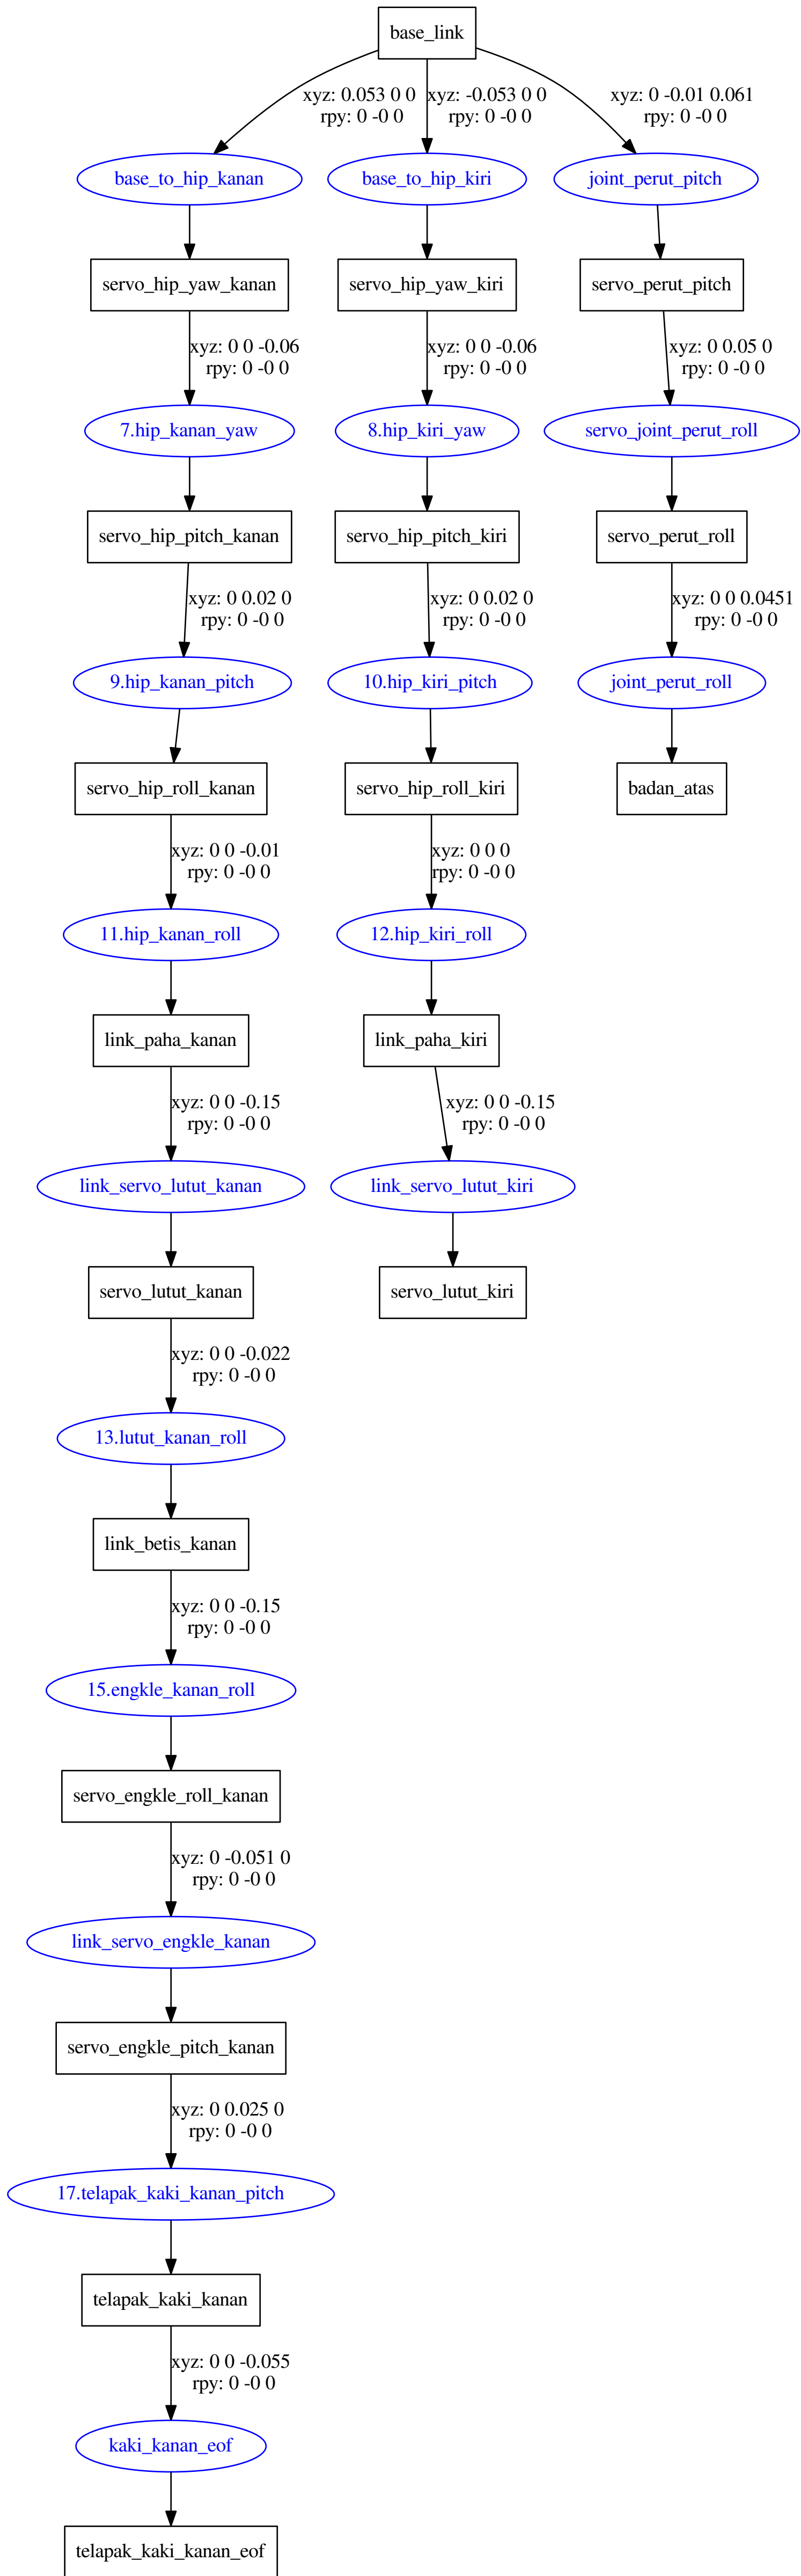 base_link
xyz: 0.053 0 0
rpy: 0 -0 0
xyz: -0.053 0 0
rpy: 0 -0 0
xyz: 0 -0.01 0.061
rpy: 0 -0 0
base_to_hip_kanan
base_to_hip_kiri
joint_perut_pitch
servo_hip_yaw_kanan
servo_hip_yaw_kiri
servo_perut_pitch
xyz: 0 0 -0.06
rpy: 0 -0 0
xyz: 0 0 -0.06
rpy: 0 -0 0
xyz: 0 0.05 0
rpy: 0 -0 0
7.hip_kanan_yaw
8.hip_kiri_yaw
servo_joint_perut_roll
servo_hip_pitch_kanan
servo_hip_pitch_kiri
servo_perut_roll
xyz: 0 0.02 0
rpy: 0 -0 0
xyz: 0 0.02 0
rpy: 0 -0 0
xyz: 0 0 0.0451
rpy: 0 -0 0
9.hip_kanan_pitch
10.hip_kiri_pitch
joint_perut_roll
servo_hip_roll_kanan
servo_hip_roll_kiri
badan_atas
xyz: 0 0 -0.01
rpy: 0 -0 0
xyz: 0 0 0
rpy: 0 -0 0
11.hip_kanan_roll
12.hip_kiri_roll
link_paha_kanan
link_paha_kiri
xyz: 0 0 -0.15
rpy: 0 -0 0
xyz: 0 0 -0.15
rpy: 0 -0 0
link_servo_lutut_kanan
link_servo_lutut_kiri
servo_lutut_kanan
servo_lutut_kiri
xyz: 0 0 -0.022
rpy: 0 -0 0
13.lutut_kanan_roll
link_betis_kanan
xyz: 0 0 -0.15
rpy: 0 -0 0
15.engkle_kanan_roll
servo_engkle_roll_kanan
xyz: 0 -0.051 0
rpy: 0 -0 0
link_servo_engkle_kanan
servo_engkle_pitch_kanan
xyz: 0 0.025 0
rpy: 0 -0 0
17.telapak_kaki_kanan_pitch
telapak_kaki_kanan
xyz: 0 0 -0.055
rpy: 0 -0 0
kaki_kanan_eof
telapak_kaki_kanan_eof